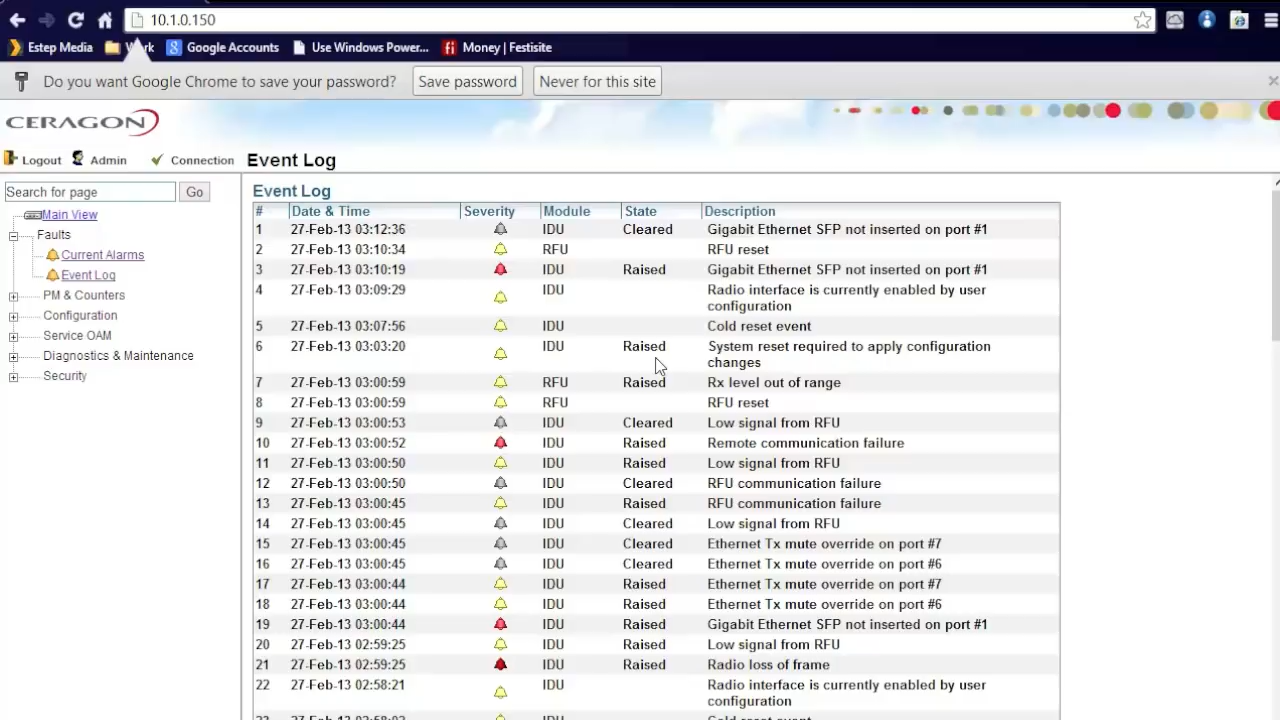 10.1.0.150
Estep Media Work Google Accounts Use Windows Power... Money | Festisite
Do you want Google Chrome to save your password? Save password Never for this site
CERAGON
Logout Admin Connection Event Log
Search for page Go
Main View
Faults
Current Alarms
Event Log
PM & Counters
Configuration
Service OAM
Diagnostics & Maintenance
Security
Event Log
# Date & Time Severity Module State Description
1 27-Feb-13 03:12:36 IDU Cleared Gigabit Ethernet SFP not inserted on port #1
2 27-Feb-13 03:10:34 RFU RFU reset
3 27-Feb-13 03:10:19 IDU Raised Gigabit Ethernet SFP not inserted on port #1
4 27-Feb-13 03:09:29 IDU Radio interface is currently enabled by user
configuration
5 27-Feb-13 03:07:56 IDU Cold reset event
6 27-Feb-13 03:03:20 IDU Raised System reset required to apply configuration
changes
7 27-Feb-13 03:00:59 RFU Raised Rx level out of range
8 27-Feb-13 03:00:59 RFU RFU reset
9 27-Feb-13 03:00:53 IDU Cleared Low signal from RFU
10 27-Feb-13 03:00:52 IDU Raised Remote communication failure
11 27-Feb-13 03:00:50 IDU Raised Low signal from RFU
12 27-Feb-13 03:00:50 IDU Cleared RFU communication failure
13 27-Feb-13 03:00:45 IDU Raised RFU communication failure
14 27-Feb-13 03:00:45 IDU Cleared Low signal from RFU
15 27-Feb-13 03:00:45 IDU Cleared Ethernet Tx mute override on port #7
16 27-Feb-13 03:00:45 IDU Cleared Ethernet Tx mute override on port #6
17 27-Feb-13 03:00:44 IDU Raised Ethernet Tx mute override on port #7
18 27-Feb-13 03:00:44 IDU Raised Ethernet Tx mute override on port #6
19 27-Feb-13 03:00:44 IDU Raised Gigabit Ethernet SFP not inserted on port #1
20 27-Feb-13 02:59:25 IDU Raised Low signal from RFU
21 27-Feb-13 02:59:25 IDU Raised Radio loss of frame
22 27-Feb-13 02:58:21 IDU Radio interface is currently enabled by user
configuration